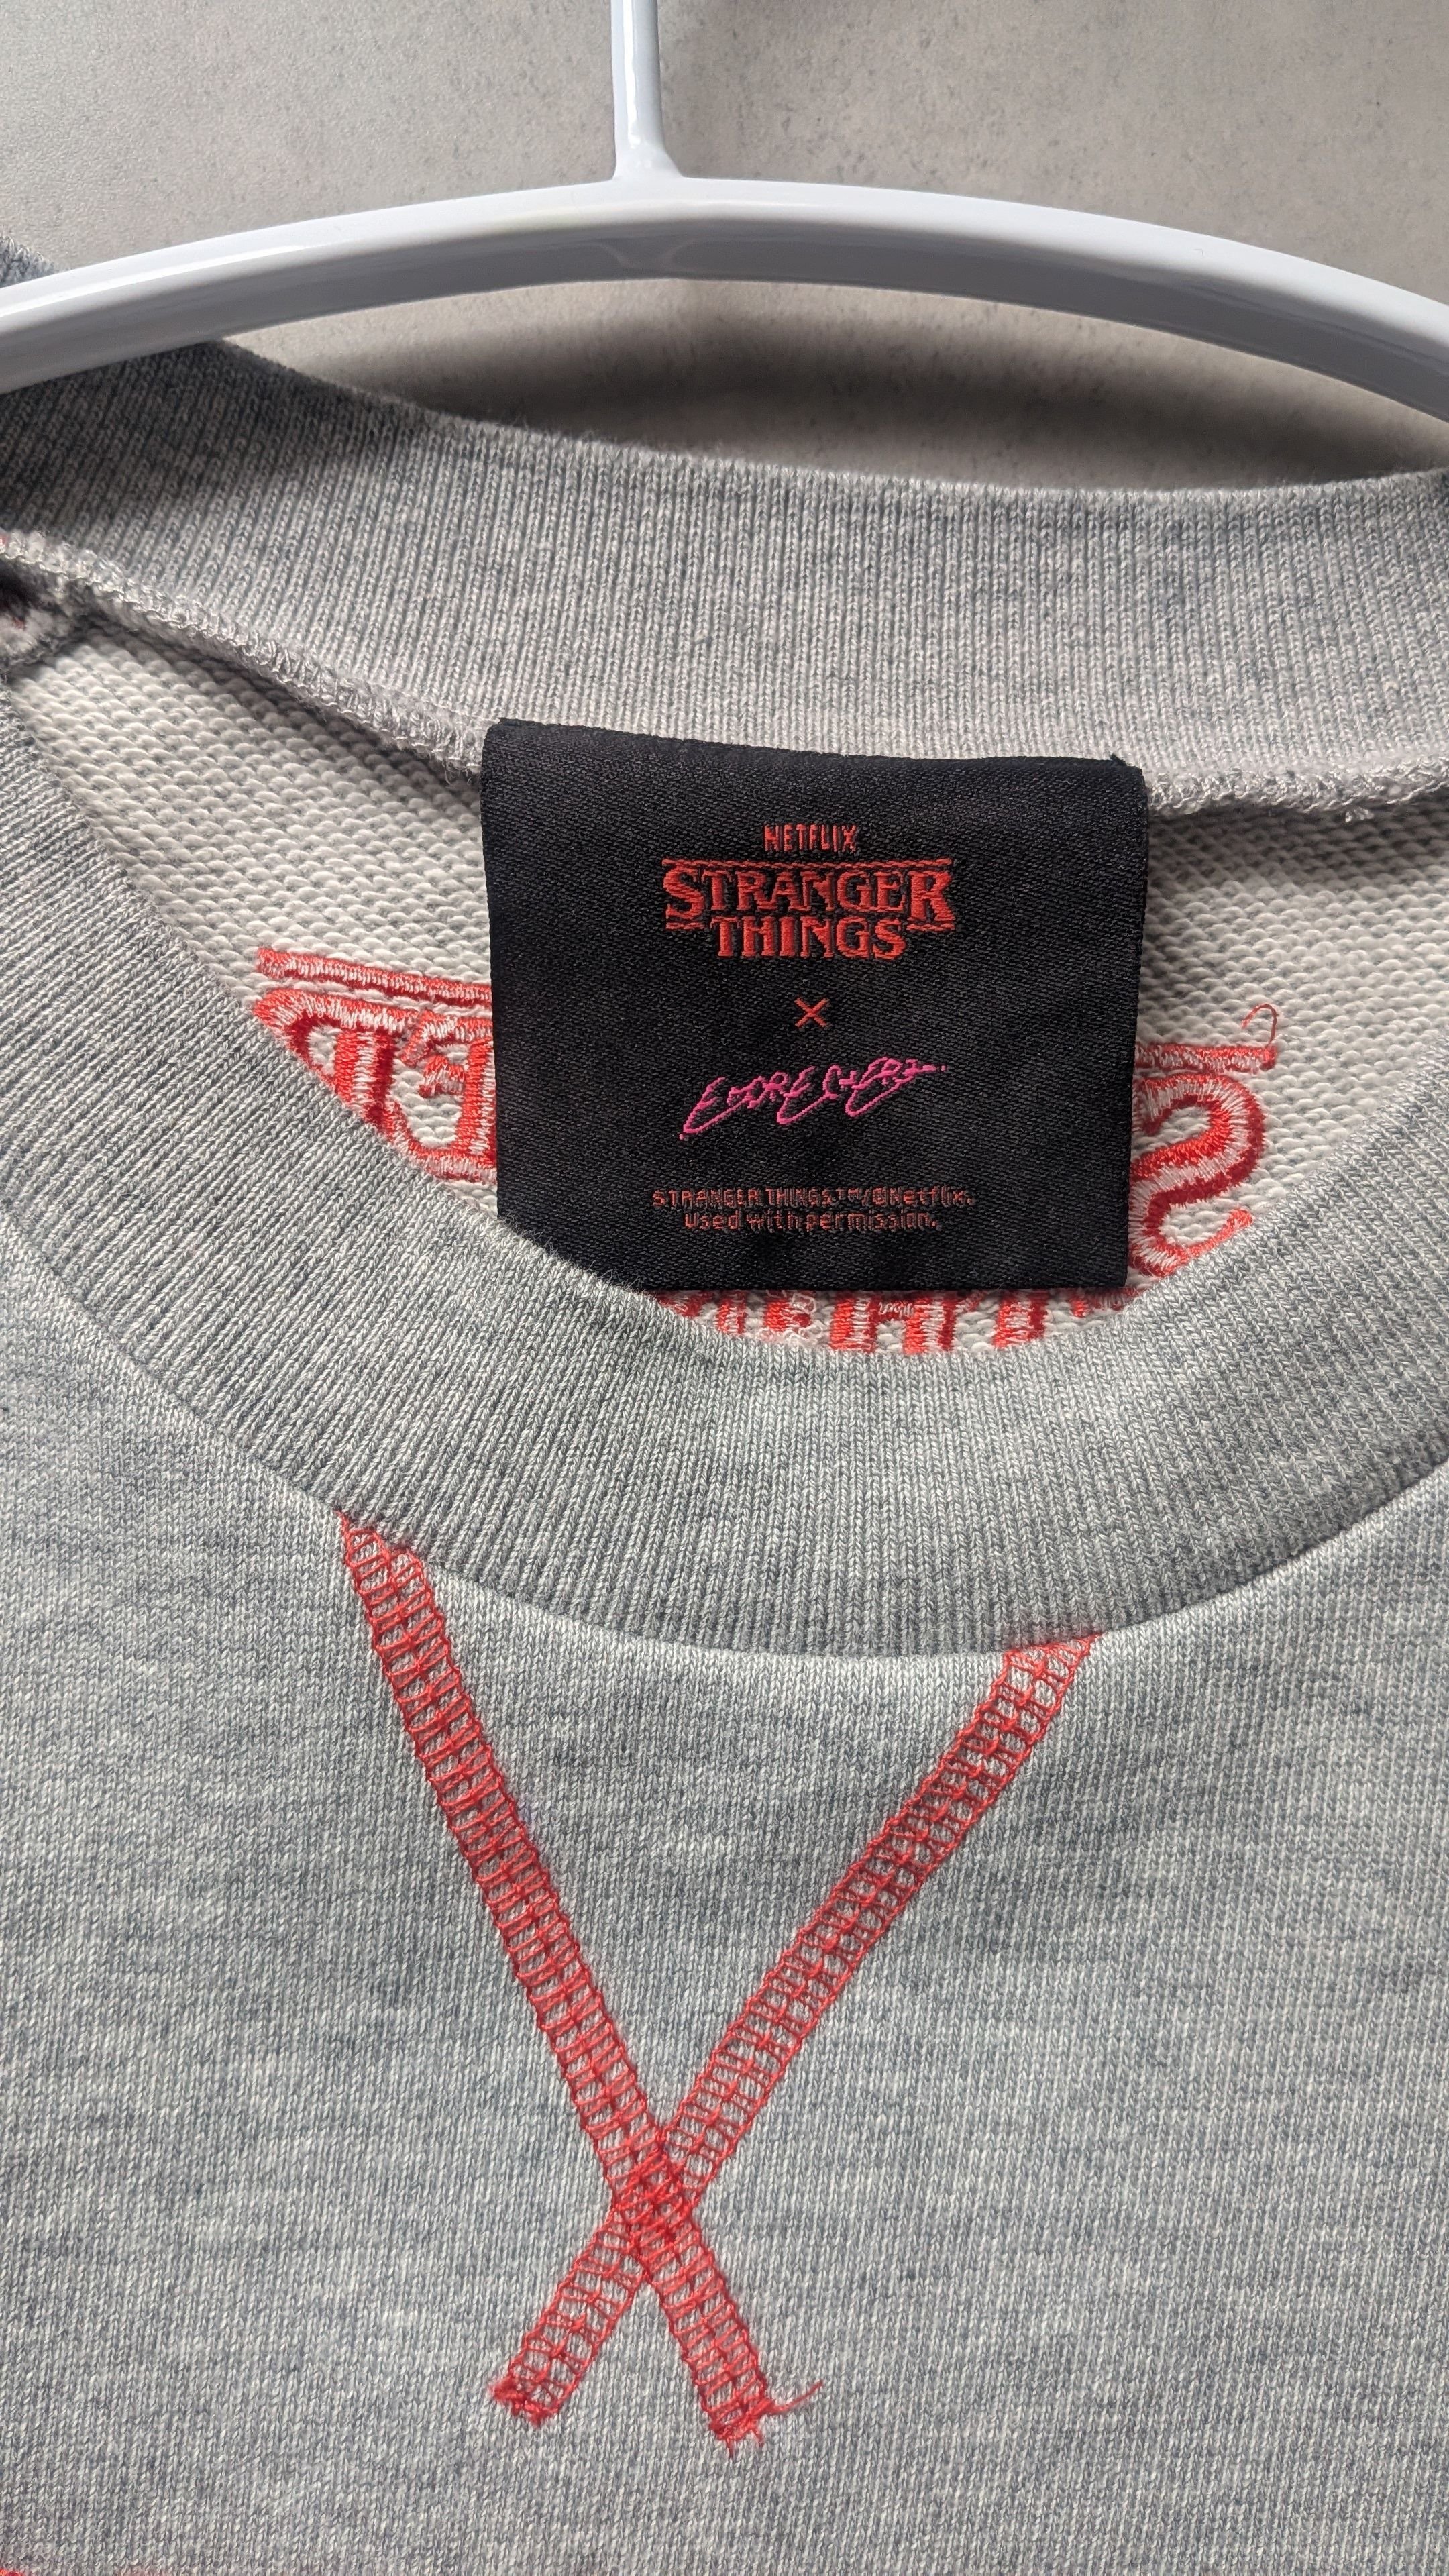 NETFLIX
STRANGER
THINGS
×
STRANGER THINGS™/©Netflix.
Used with permission.